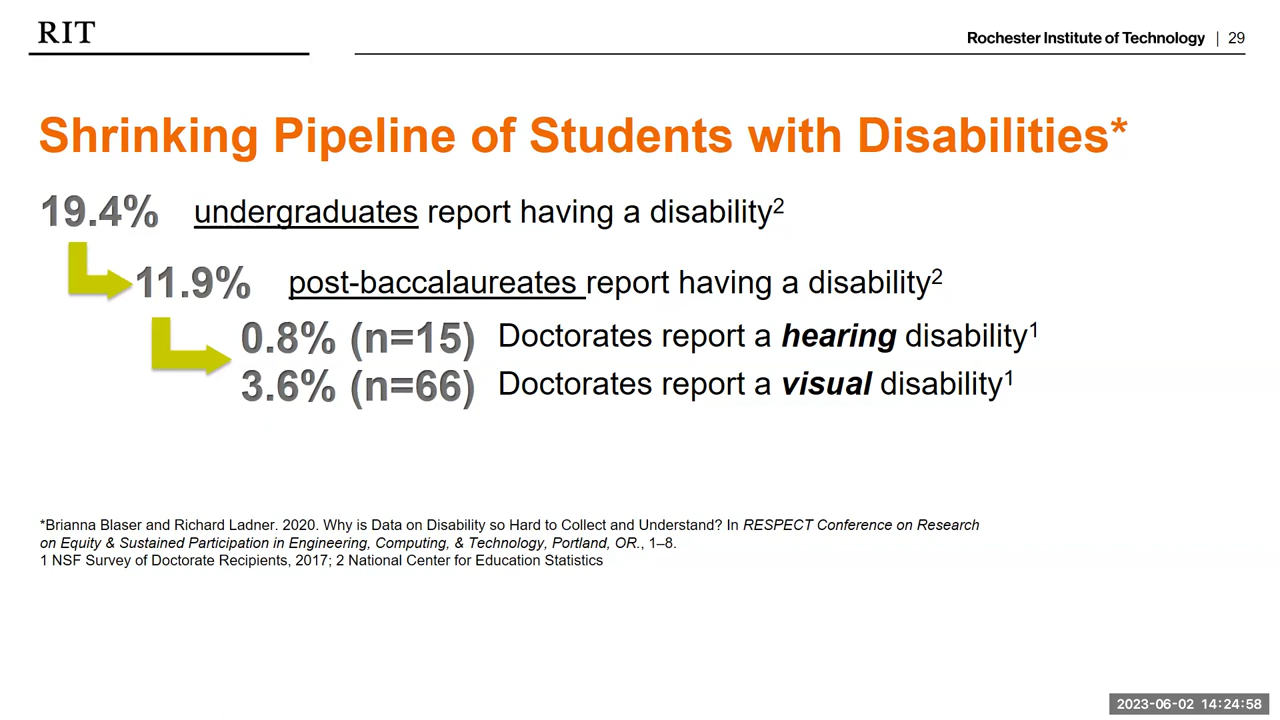 RIT
Rochester Institute of Technology | 29
Shrinking Pipeline of Students with Disabilities*
19.4% undergraduates report having a disability2
11.9% post-baccalaureates report having a disability2
0.8% (n=15) Doctorates report a hearing disability1
3.6% (n=66) Doctorates report a visual disability1
*Brianna Blaser and Richard Ladner. 2020. Why is Data on Disability so Hard to Collect and Understand? In RESPECT Conference on Research
on Equity & Sustained Participation in Engineering, Computing, & Technology, Portland, OR., 1–8.
1 NSF Survey of Doctorate Recipients, 2017; 2 National Center for Education Statistics
2023-06-02 14:24:58